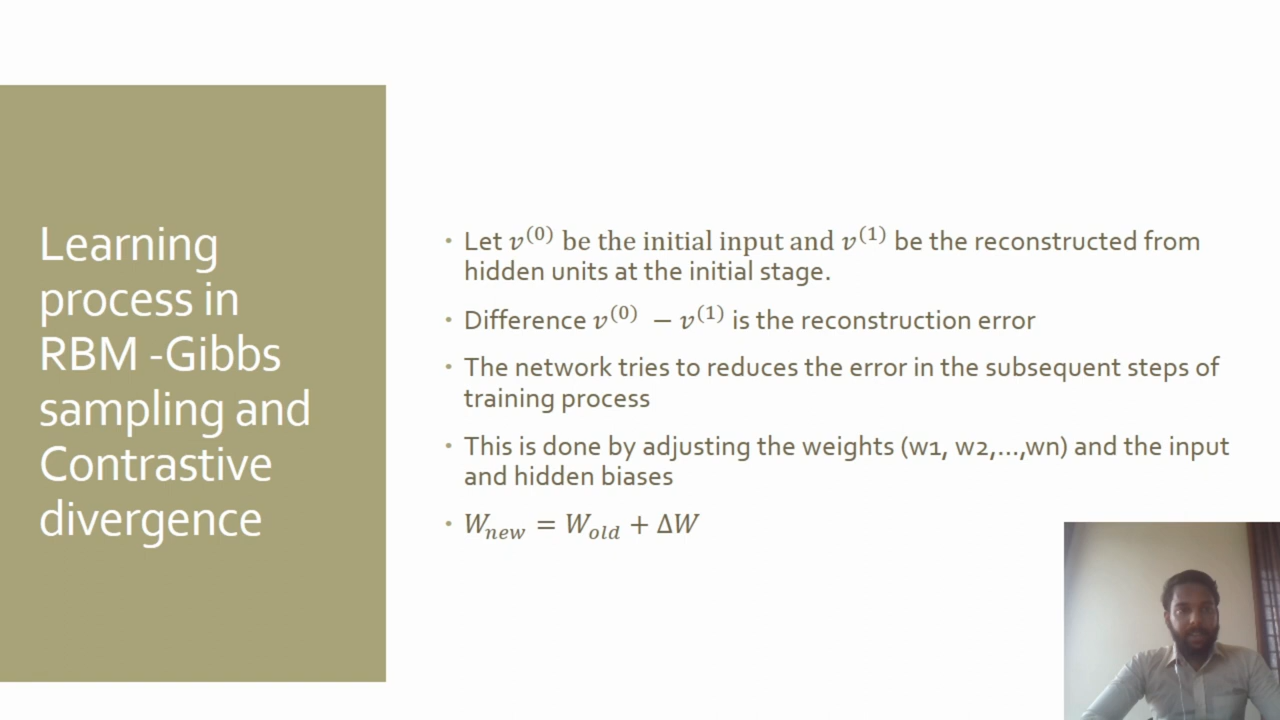 Learning
process in
RBM -Gibbs
sampling and
Contrastive
divergence
• Let v⁽⁰⁾ be the initial input and v⁽¹⁾ be the reconstructed from
hidden units at the initial stage.
• Difference v⁽⁰⁾ − v⁽¹⁾ is the reconstruction error
• The network tries to reduces the error in the subsequent steps of
training process
• This is done by adjusting the weights (w1, w2,...,wn) and the input
and hidden biases
• W_new = W_old + ΔW